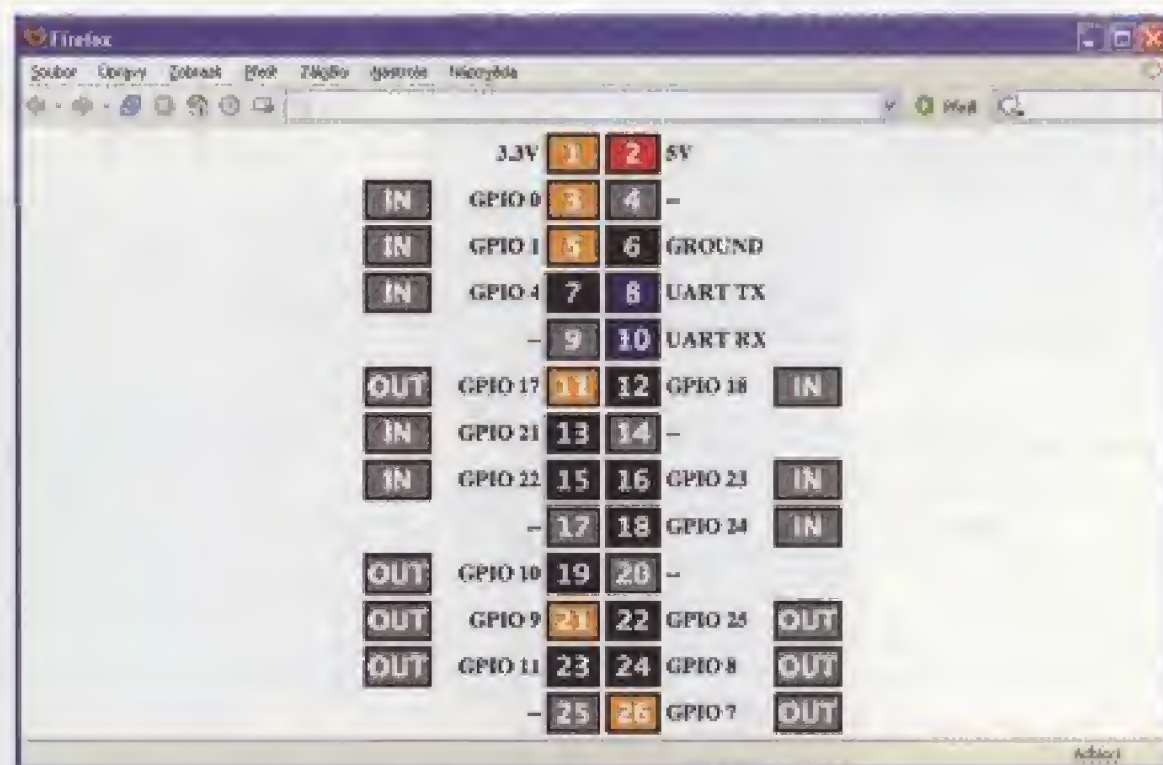 Firefox
Soubor Úpravy Zobrazit Přejít Záložky Nástroje Nápověda
Přejít
3.3V 1 2 5V
IN GPIO 0 3 4 –
IN GPIO 1 5 6 GROUND
IN GPIO 4 7 8 UART TX
– 9 10 UART RX
OUT GPIO 17 11 12 GPIO 18 IN
IN GPIO 21 13 14 –
IN GPIO 22 15 16 GPIO 23 IN
– 17 18 GPIO 24 IN
OUT GPIO 10 19 20 –
OUT GPIO 9 21 22 GPIO 25 OUT
OUT GPIO 11 23 24 GPIO 8 OUT
– 25 26 GPIO 7 OUT